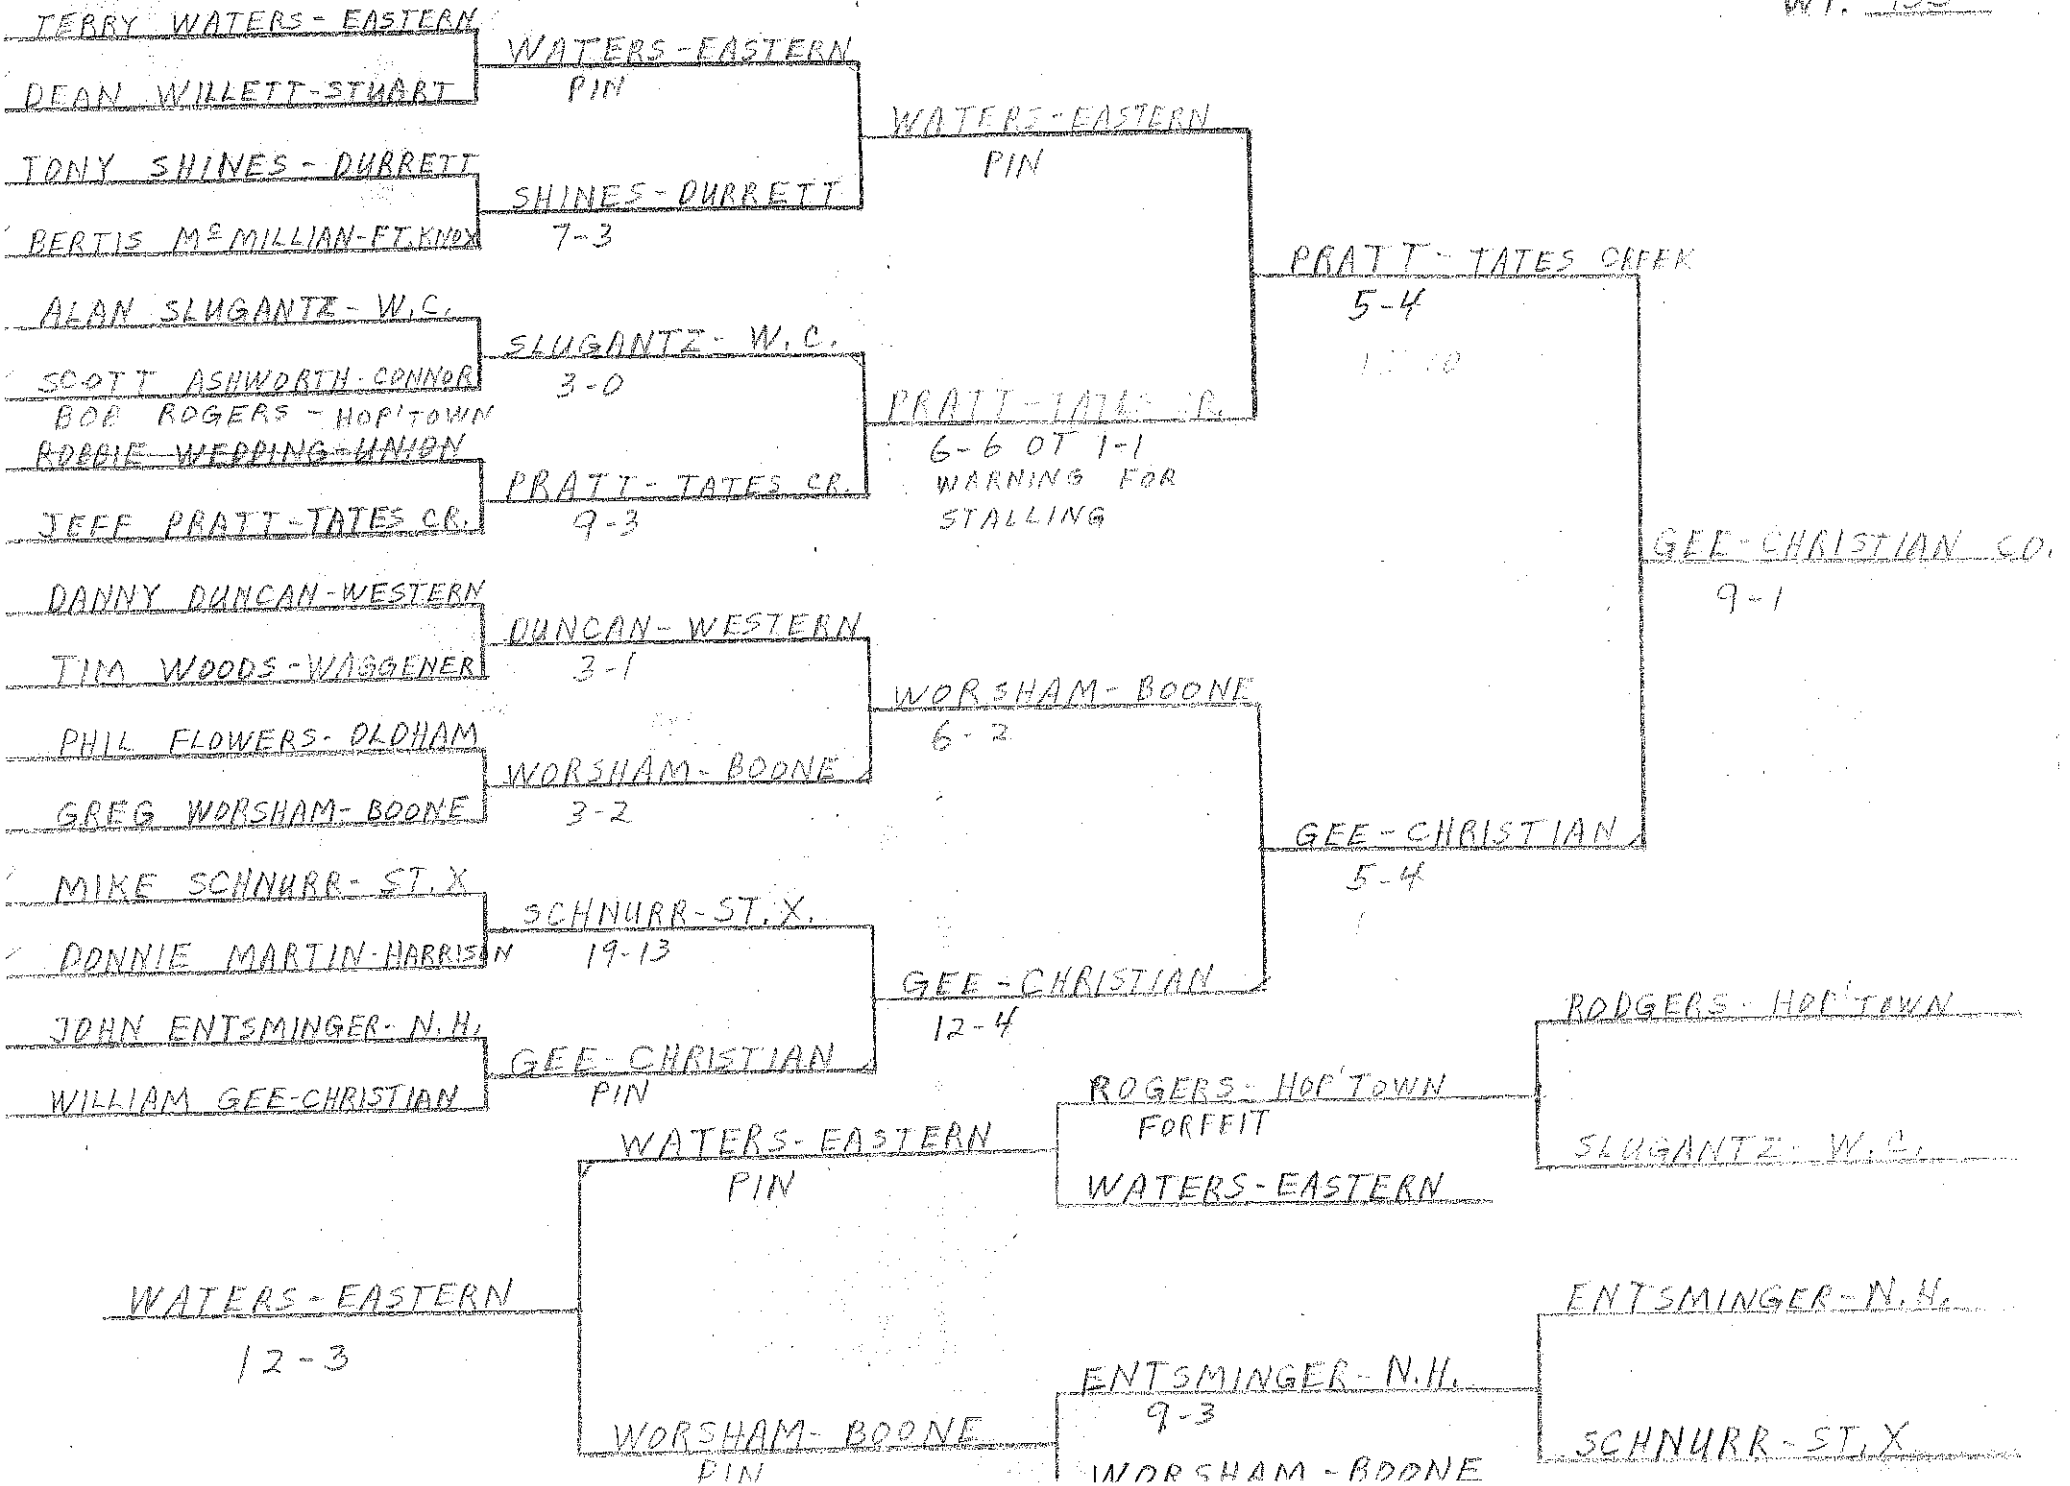 WT.
TERRY WATERS - EASTERN
DEAN WILLETT-STUART
TONY SHINES - DURRETT
BERTIS McMILLIAN-FT.KNOX
ALAN SLUGANTZ - W.C.
SCOTT ASHWORTH-CONNOR
BOB ROGERS - HOP'TOWN
ROBBIE WEDDING-UNION
JEFF PRATT-TATES CR.
DANNY DUNCAN-WESTERN
TIM WOODS-WAGGENER
PHIL FLOWERS- OLDHAM
GREG WORSHAM-BOONE
MIKE SCHNURR- ST.X
DONNIE MARTIN-HARRISON
JOHN ENTSMINGER- N.H.
WILLIAM GEE-CHRISTIAN
WATERS-EASTERN
PIN
SHINES-DURRETT
7-3
SLUGANTZ- W.C.
3-0
PRATT-TATES CR.
9-3
DUNCAN-WESTERN
3-1
WORSHAM-BOONE
3-2
SCHNURR-ST.X.
19-13
GEE-CHRISTIAN
PIN
WATERS-EASTERN
PIN
PRATT-TATES CR.
6-6 OT 1-1
WARNING FOR
STALLING
WORSHAM-BOONE
6-2
GEE-CHRISTIAN
12-4
PRATT-TATES CREEK
5-4
GEE-CHRISTIAN
5-4
GEE-CHRISTIAN CO.
9-1
RODGERS-HOP'TOWN
SLUGANTZ-W.C.
ENTSMINGER-N.H.
SCHNURR-ST.X
ROGERS-HOP'TOWN
FORFEIT
WATERS-EASTERN
ENTSMINGER-N.H.
9-3
WORSHAM-BOONE
WATERS-EASTERN
PIN
WORSHAM-BOONE
PIN
WATERS-EASTERN
12-3